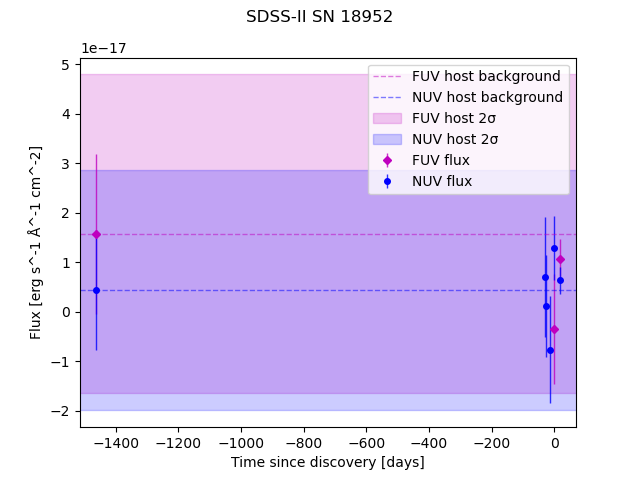 SDSS-II SN 18952
1e−17
FUV host background
NUV host background
FUV host 2σ
NUV host 2σ
FUV flux
NUV flux
5
4
3
2
1
0
−1
−2
Flux [erg s^-1 Å^-1 cm^-2]
−1400 −1200 −1000 −800 −600 −400 −200 0
Time since discovery [days]